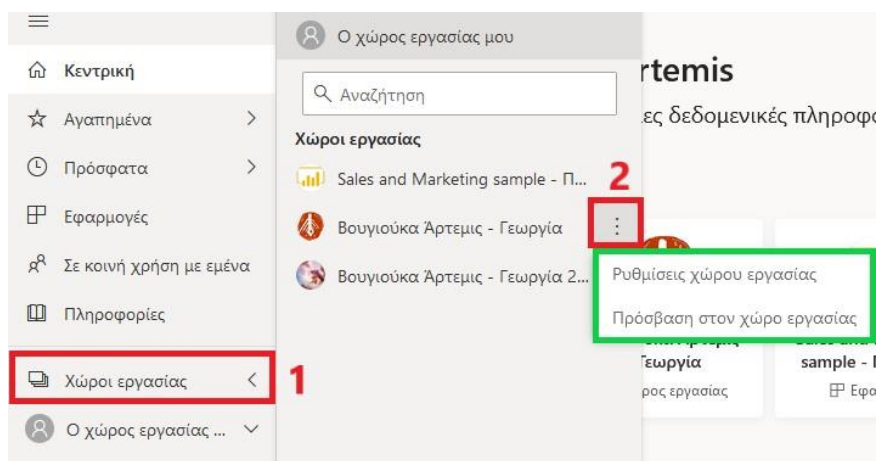 Κεντρική
Αγαπημένα
Πρόσφατα
Εφαρμογές
Σε κοινή χρήση με εμένα
Πληροφορίες
Χώροι εργασίας
1
Ο χώρος εργασίας ...
Ο χώρος εργασίας μου
Αναζήτηση
Χώροι εργασίας
Sales and Marketing sample - Π...
2
Βουγιούκα Άρτεμις - Γεωργία
Βουγιούκα Άρτεμις - Γεωργία 2...
Ρυθμίσεις χώρου εργασίας
Πρόσβαση στον χώρο εργασίας
rtemis
ες δεδομενικές πληροφο
Γεωργία
ρος εργασίας
sample -
Εφα